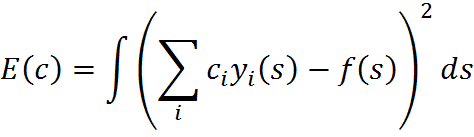 E(c) = ∫ (∑_i c_i y_i(s) − f(s))^2 ds